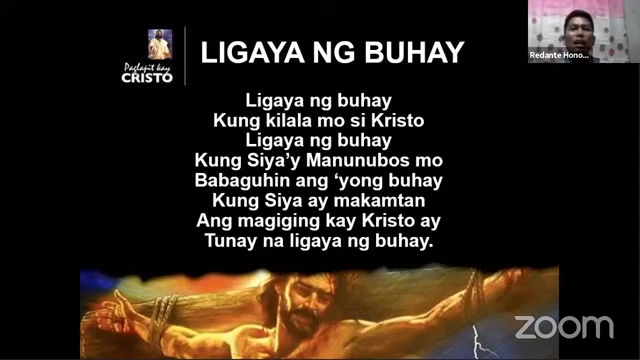 Paglapit kay
CRISTO
LIGAYA NG BUHAY
Redante Hono...
Ligaya ng buhay
Kung kilala mo si Kristo
Ligaya ng buhay
Kung Siya’y Manunubos mo
Babaguhin ang ‘yong buhay
Kung Siya ay makamtan
Ang magiging kay Kristo ay
Tunay na ligaya ng buhay.
zoom